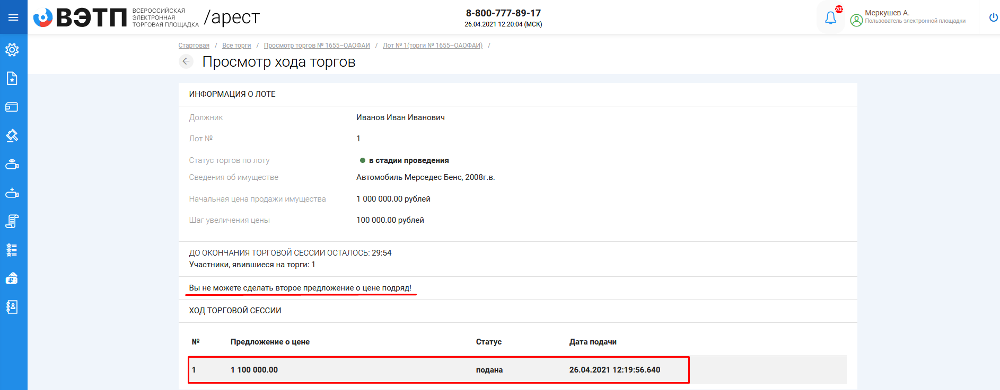 ВЭТП
ВСЕРОССИЙСКАЯ
ЭЛЕКТРОННАЯ
ТОРГОВАЯ ПЛОЩАДКА
/арест
8-800-777-89-17
26.04.2021 12:20:04 (МСК)
203
Меркушев А.
Пользователь электронной площадки
Стартовая / Все торги / Просмотр торгов № 1655–ОАОФАИ / Лот № 1(торги № 1655–ОАОФАИ) /
Просмотр хода торгов
ИНФОРМАЦИЯ О ЛОТЕ
Должник Иванов Иван Иванович
Лот № 1
Статус торгов по лоту в стадии проведения
Сведения об имуществе Автомобиль Мерседес Бенс, 2008г.в.
Начальная цена продажи имущества 1 000 000.00 рублей
Шаг увеличения цены 100 000.00 рублей
ДО ОКОНЧАНИЯ ТОРГОВОЙ СЕССИИ ОСТАЛОСЬ: 29:54
Участники, явившиеся на торги: 1
Вы не можете сделать второе предложение о цене подряд!
ХОД ТОРГОВОЙ СЕССИИ
№ Предложение о цене Статус Дата подачи
1 1 100 000.00 подана 26.04.2021 12:19:56.640